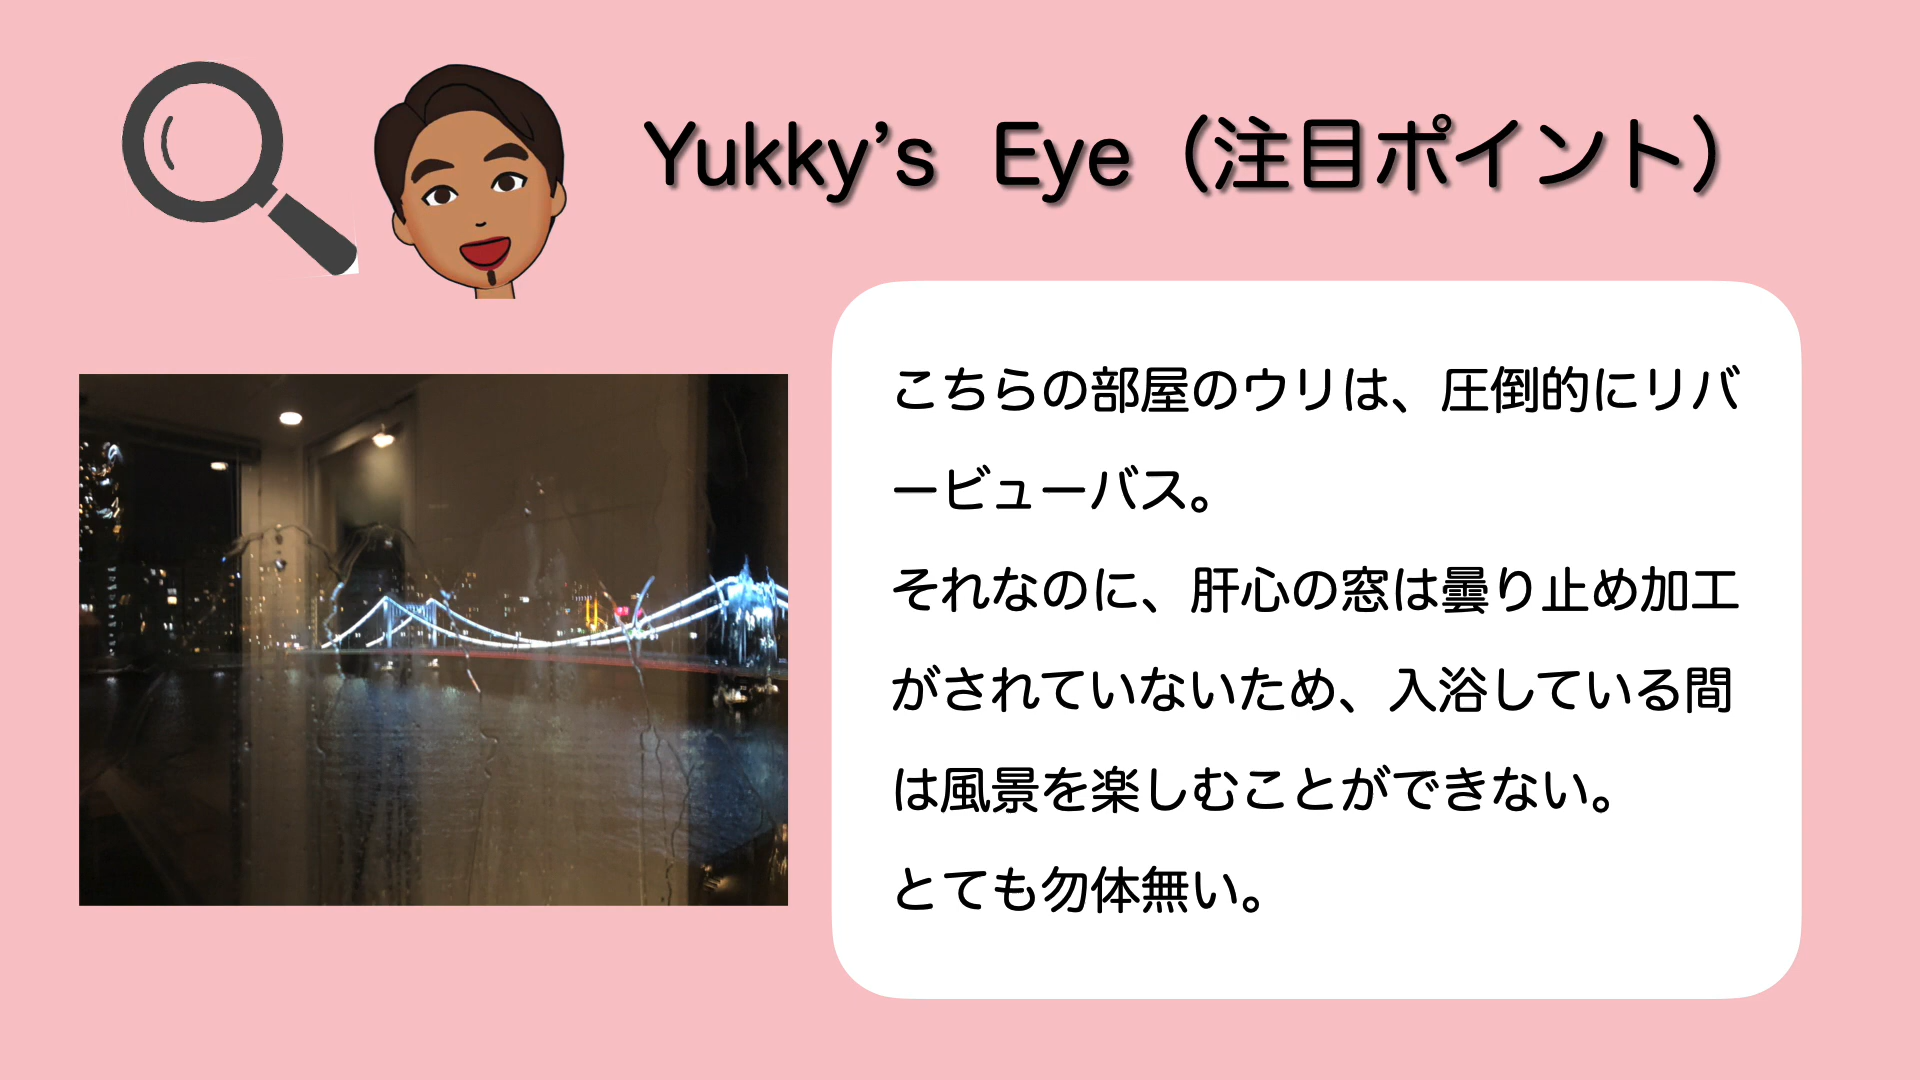 Yukky's Eye（注目ポイント）
こちらの部屋のウリは、圧倒的にリバ
ービューバス。
それなのに、肝心の窓は曇り止め加工
がされていないため、入浴している間
は風景を楽しむことができない。
とても勿体無い。